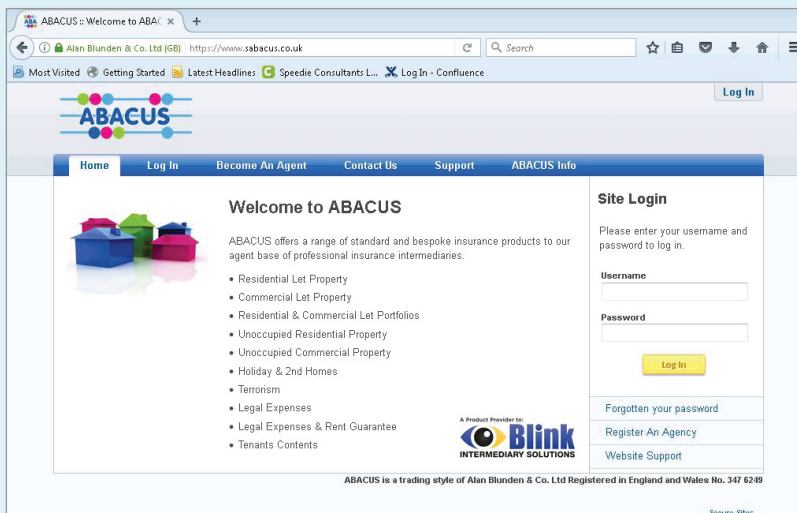 ABA ABACUS :: Welcome to ABAC × +
Alan Blunden & Co. Ltd (GB) https://www.sabacus.co.uk Search
Most Visited Getting Started Latest Headlines Speedie Consultants L... Log In - Confluence
Log In
ABACUS
Home Log In Become An Agent Contact Us Support ABACUS Info
Welcome to ABACUS
ABACUS offers a range of standard and bespoke insurance products to our
agent base of professional insurance intermediaries.
• Residential Let Property
• Commercial Let Property
• Residential & Commercial Let Portfolios
• Unoccupied Residential Property
• Unoccupied Commercial Property
• Holiday & 2nd Homes
• Terrorism
• Legal Expenses
• Legal Expenses & Rent Guarantee
• Tenants Contents
A Product Provider to:
Blink
INTERMEDIARY SOLUTIONS
Site Login
Please enter your username and
password to log in.
Username
Password
Log In
Forgotten your password
Register An Agency
Website Support
ABACUS is a trading style of Alan Blunden & Co. Ltd Registered in England and Wales No. 347 6249
Secure Sites